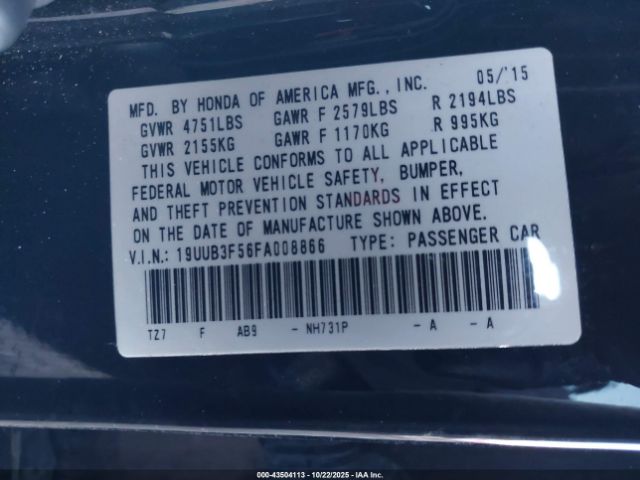 MFD. BY HONDA OF AMERICA MFG., INC. 05/'15
GVWR 4751LBS GAWR F 2579LBS R 2194LBS
GVWR 2155KG GAWR F 1170KG R 995KG
THIS VEHICLE CONFORMS TO ALL APPLICABLE
FEDERAL MOTOR VEHICLE SAFETY, BUMPER,
AND THEFT PREVENTION STANDARDS IN EFFECT
ON THE DATE OF MANUFACTURE SHOWN ABOVE.
V.I.N.: 19UUB3F56FA008866 TYPE: PASSENGER CAR
TZ7 F AB9 - NH731P - A - A
000-43504113 - 10/22/2025 - IAA Inc.